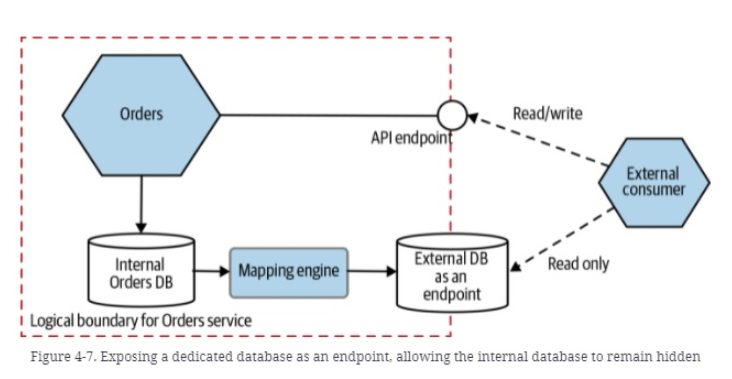 Orders
Read/write
API endpoint
External
consumer
Internal
Orders DB
Mapping engine
External DB
as an
endpoint
Read only
Logical boundary for Orders service
Figure 4-7. Exposing a dedicated database as an endpoint, allowing the internal database to remain hidden